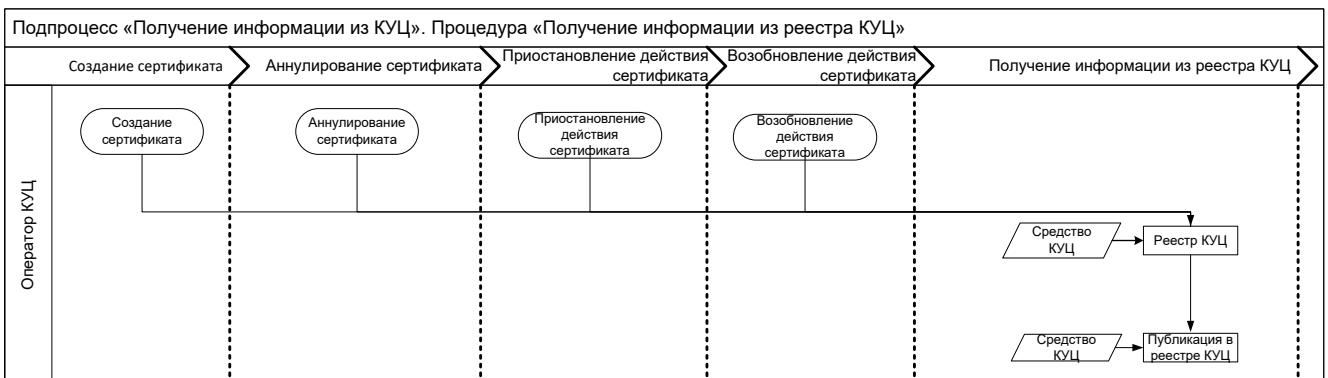 Подпроцесс «Получение информации из КУЦ». Процедура «Получение информации из реестра КУЦ»
Создание сертификата
Аннулирование сертификата
Приостановление действия
сертификата
Возобновление действия
сертификата
Получение информации из реестра КУЦ
Оператор КУЦ
Создание
сертификата
Аннулирование
сертификата
Приостановление
действия
сертификата
Возобновление
действия
сертификата
Средство
КУЦ
Реестр КУЦ
Средство
КУЦ
Публикация в
реестре КУЦ